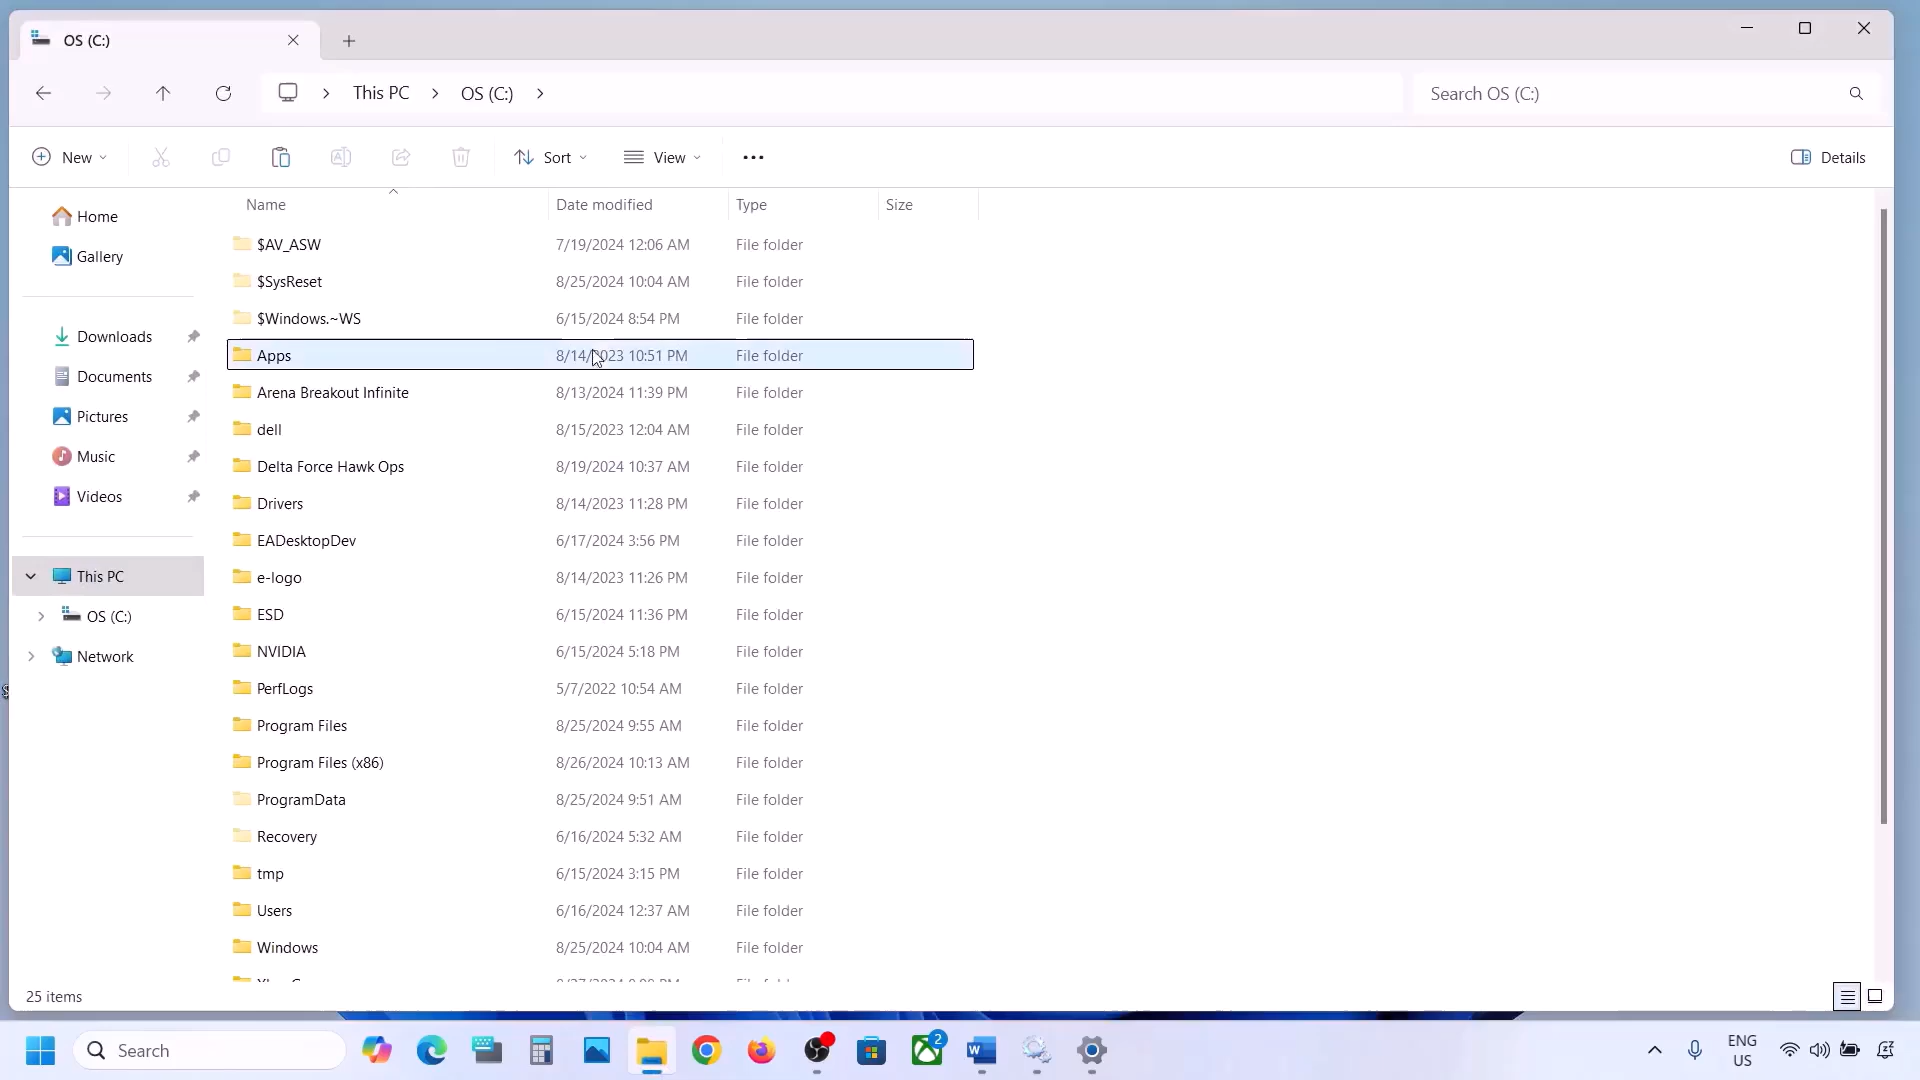 OS (C:)
This PC
OS (C:)
Search OS (C:)
New
Sort
View
Details
Name
Date modified
Type
Size
Home
Gallery
Downloads
Documents
Pictures
Music
Videos
This PC
OS (C:)
Network
$AV_ASW 7/19/2024 12:06 AM File folder
$SysReset 8/25/2024 10:04 AM File folder
$Windows.~WS 6/15/2024 8:54 PM File folder
Apps 8/14/2023 10:51 PM File folder
Arena Breakout Infinite 8/13/2024 11:39 PM File folder
dell 8/15/2023 12:04 AM File folder
Delta Force Hawk Ops 8/19/2024 10:37 AM File folder
Drivers 8/14/2023 11:28 PM File folder
EADesktopDev 6/17/2024 3:56 PM File folder
e-logo 8/14/2023 11:26 PM File folder
ESD 6/15/2024 11:36 PM File folder
NVIDIA 6/15/2024 5:18 PM File folder
PerfLogs 5/7/2022 10:54 AM File folder
Program Files 8/25/2024 9:55 AM File folder
Program Files (x86) 8/26/2024 10:13 AM File folder
ProgramData 8/25/2024 9:51 AM File folder
Recovery 6/16/2024 5:32 AM File folder
tmp 6/15/2024 3:15 PM File folder
Users 6/16/2024 12:37 AM File folder
Windows 8/25/2024 10:04 AM File folder
25 items
Search
2
ENG
US